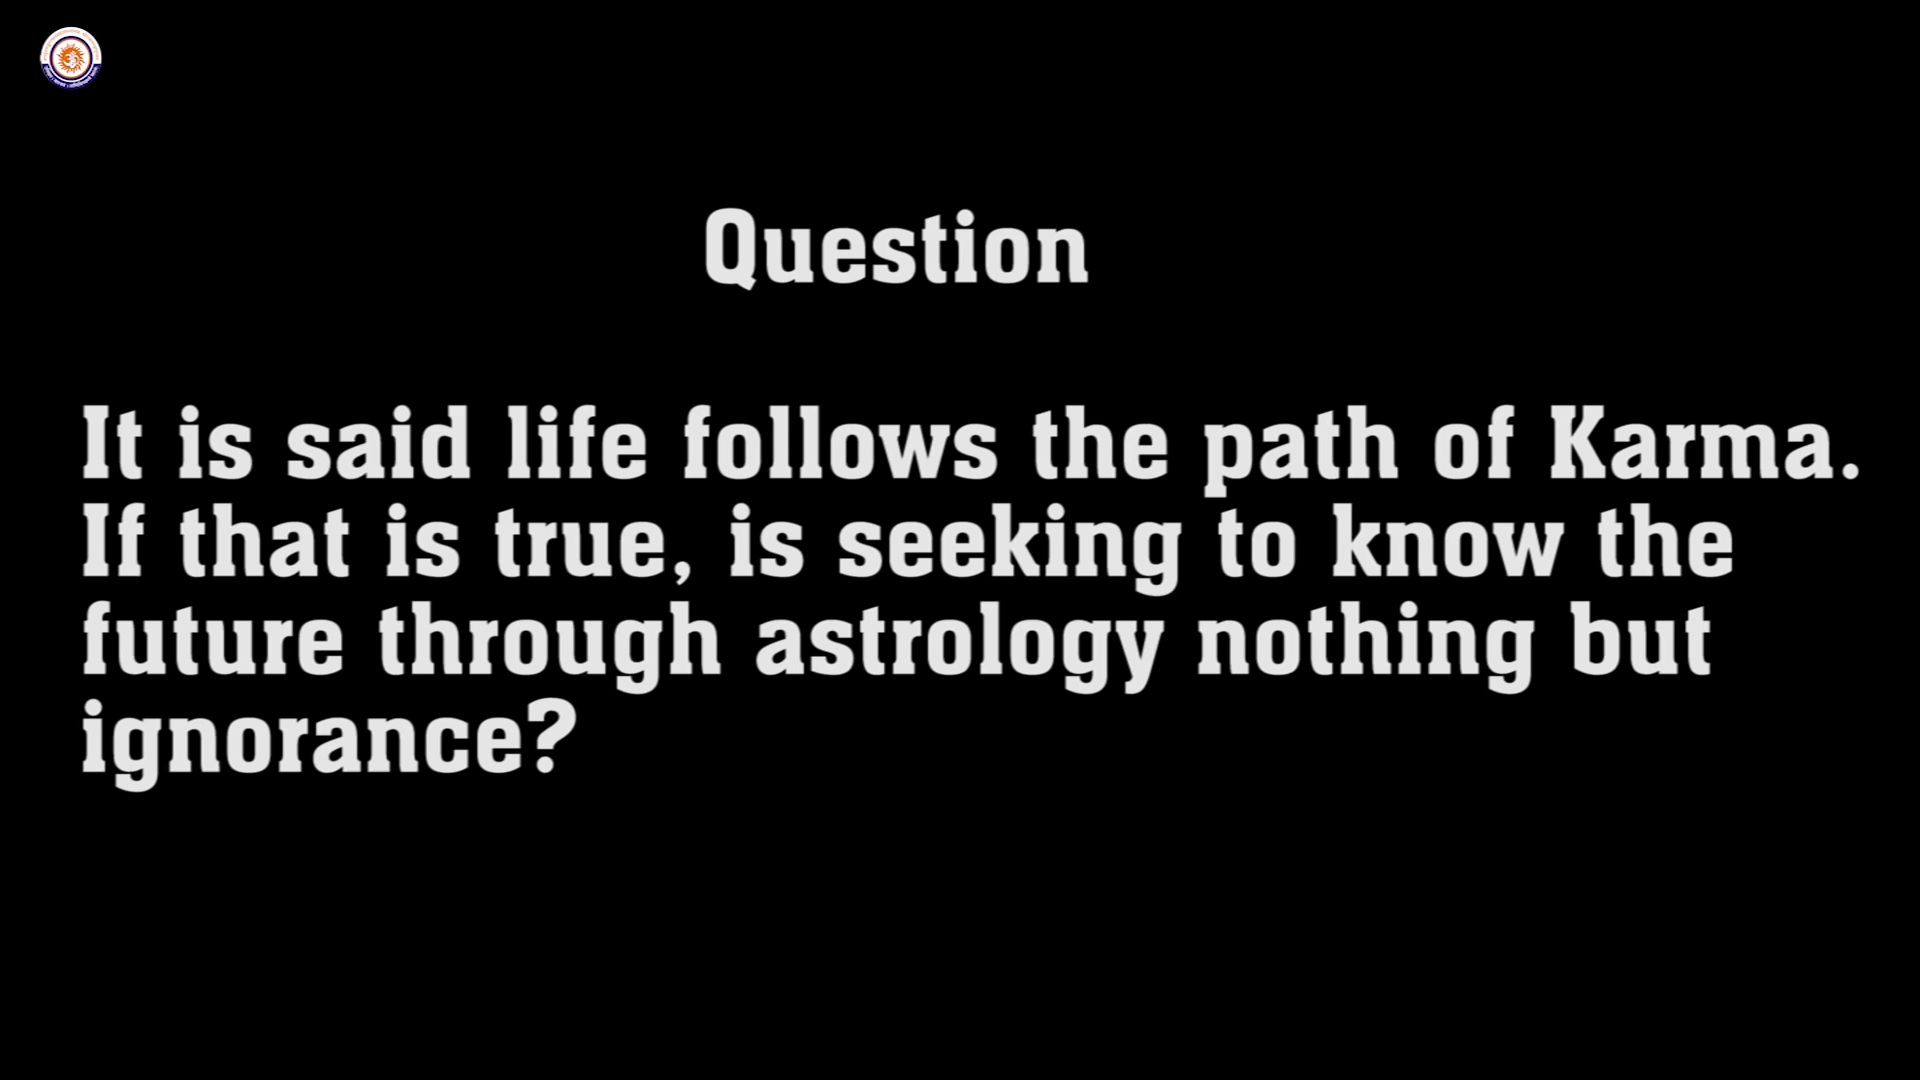 Question
It is said life follows the path of Karma.
If that is true, is seeking to know the
future through astrology nothing but
ignorance?